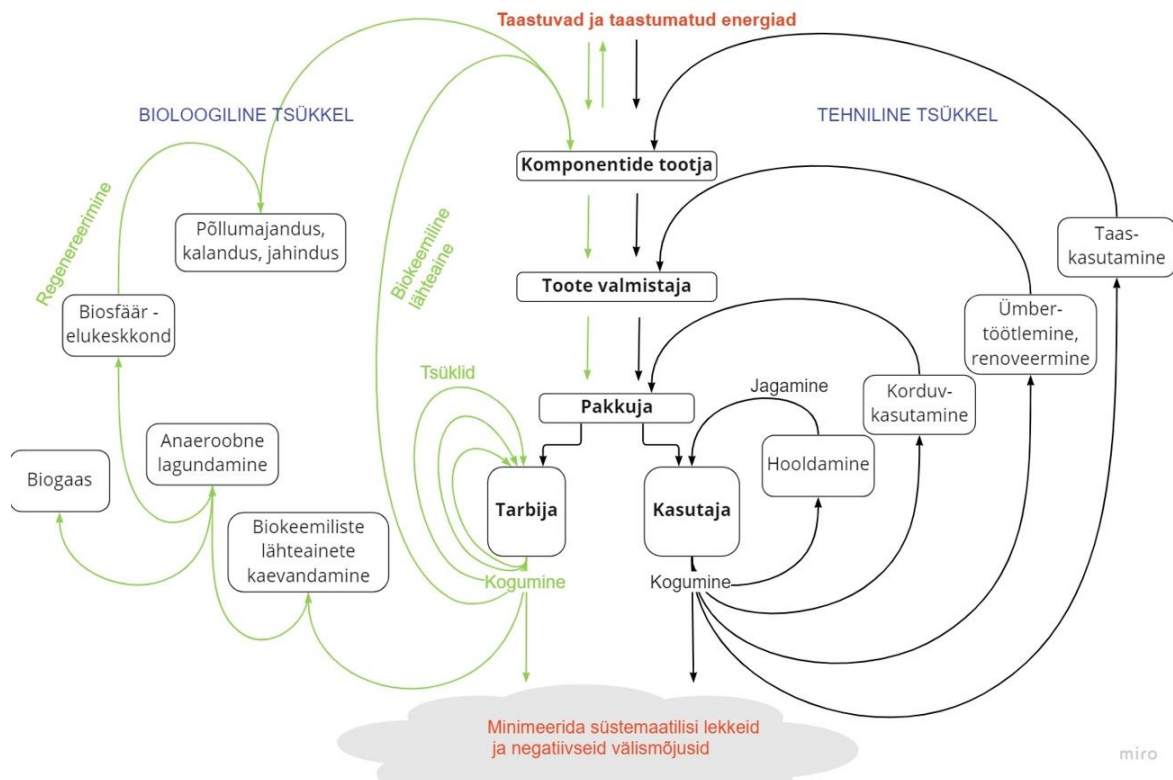 Taastuvad ja taastumatud energiad
BIOLOOGILINE TSÜKKEL
TEHNILINE TSÜKKEL
Komponentide tootja
Regenereerimine
Põllumajandus,
kalandus, jahindus
Biokeemiline
lähteaine
Taas-
kasutamine
Toote valmistaja
Biosfäär -
elukeskkond
Ümber-
töötlemine,
renoveermine
Tsüklid
Jagamine
Korduv-
kasutamine
Pakkuja
Anaeroobne
lagundamine
Hooldamine
Biogaas
Tarbija
Kasutaja
Biokeemiliste
lähteainete
kaevandamine
Kogumine
Kogumine
Minimeerida süstemaatilisi lekkeid
ja negatiivseid välismõjusid
miro